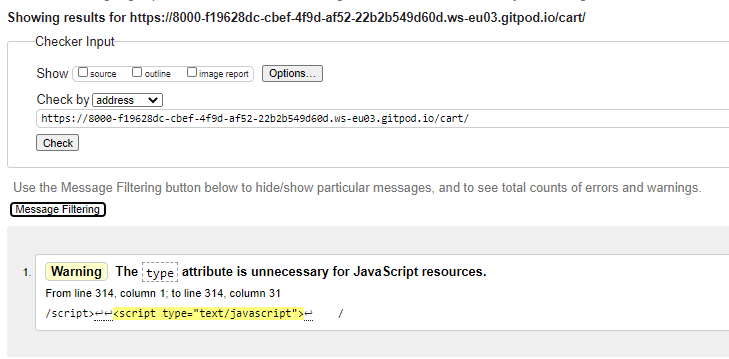 Showing results for https://8000-f19628dc-cbef-4f9d-af52-22b2b549d60d.ws-eu03.gitpod.io/cart/
Checker Input
Show source outline image report Options...
Check by address
https://8000-f19628dc-cbef-4f9d-af52-22b2b549d60d.ws-eu03.gitpod.io/cart/
Check
Use the Message Filtering button below to hide/show particular messages, and to see total counts of errors and warnings.
Message Filtering
1. Warning The type attribute is unnecessary for JavaScript resources.
From line 314, column 1; to line 314, column 31
/script>↩↩<script type="text/javascript">↩ /